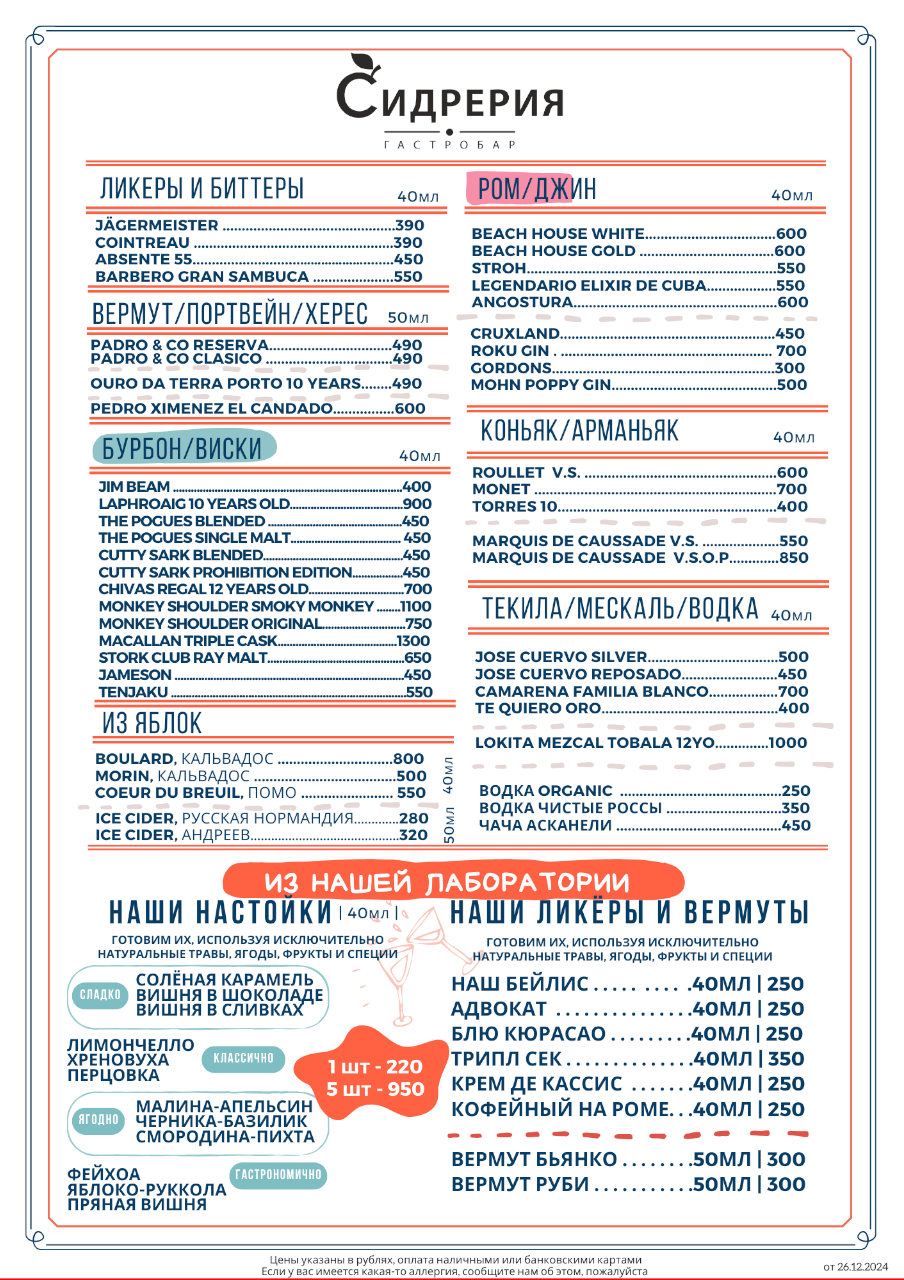 СИДРЕРИЯ
ГАСТРОБАР
ЛИКЕРЫ И БИТТЕРЫ 40мл
JÄGERMEISTER ..........390
COINTREAU ..........390
ABSENTE 55..........450
BARBERO GRAN SAMBUCA ..........550
ВЕРМУТ/ПОРТВЕЙН/ХЕРЕС 50мл
PADRO & CO RESERVA..........490
PADRO & CO CLASICO ..........490
OURO DA TERRA PORTO 10 YEARS........490
PEDRO XIMENEZ EL CANDADO..........600
БУРБОН/ВИСКИ 40мл
JIM BEAM ..........400
LAPHROAIG 10 YEARS OLD..........900
THE POGUES BLENDED ..........450
THE POGUES SINGLE MALT.......... 450
CUTTY SARK BLENDED..........450
CUTTY SARK PROHIBITION EDITION..........450
CHIVAS REGAL 12 YEARS OLD..........700
MONKEY SHOULDER SMOKY MONKEY .......1100
MONKEY SHOULDER ORIGINAL..........750
MACALLAN TRIPLE CASK..........1300
STORK CLUB RAY MALT..........650
JAMESON ..........450
TENJAKU ..........550
ИЗ ЯБЛОК
BOULARD, КАЛЬВАДОС ..........800
MORIN, КАЛЬВАДОС ..........500
COEUR DU BREUIL, ПОМО .......... 550
40мл
ICE CIDER, РУССКАЯ НОРМАНДИЯ..........280
ICE CIDER, АНДРЕЕВ..........320
50мл
РОМ/ДЖИН 40мл
BEACH HOUSE WHITE..........600
BEACH HOUSE GOLD ..........600
STROH..........550
LEGENDARIO ELIXIR DE CUBA..........550
ANGOSTURA..........600
CRUXLAND..........450
ROKU GIN . .......... 700
GORDONS..........300
MOHN POPPY GIN..........500
КОНЬЯК/АРМАНЬЯК 40мл
ROULLET V.S. ..........600
MONET ..........700
TORRES 10..........400
MARQUIS DE CAUSSADE V.S. ..........550
MARQUIS DE CAUSSADE V.S.O.P..........850
ТЕКИЛА/МЕСКАЛЬ/ВОДКА 40мл
JOSE CUERVO SILVER..........500
JOSE CUERVO REPOSADO..........450
CAMARENA FAMILIA BLANCO..........700
TE QUIERO ORO..........400
LOKITA MEZCAL TOBALA 12YO..........1000
ВОДКА ORGANIC ..........250
ВОДКА ЧИСТЫЕ РОССЫ ..........350
ЧАЧА АСКАНЕЛИ ..........450
ИЗ НАШЕЙ ЛАБОРАТОРИИ
НАШИ НАСТОЙКИ | 40мл |
ГОТОВИМ ИХ, ИСПОЛЬЗУЯ ИСКЛЮЧИТЕЛЬНО
НАТУРАЛЬНЫЕ ТРАВЫ, ЯГОДЫ, ФРУКТЫ И СПЕЦИИ
СЛАДКО
СОЛЁНАЯ КАРАМЕЛЬ
ВИШНЯ В ШОКОЛАДЕ
ВИШНЯ В СЛИВКАХ
ЛИМОНЧЕЛЛО
ХРЕНОВУХА
ПЕРЦОВКА
КЛАССИЧНО
1 шт - 220
5 шт - 950
ЯГОДНО
МАЛИНА-АПЕЛЬСИН
ЧЕРНИКА-БАЗИЛИК
СМОРОДИНА-ПИХТА
ФЕЙХОА
ЯБЛОКО-РУККОЛА
ПРЯНАЯ ВИШНЯ
ГАСТРОНОМИЧНО
НАШИ ЛИКЁРЫ И ВЕРМУТЫ
ГОТОВИМ ИХ, ИСПОЛЬЗУЯ ИСКЛЮЧИТЕЛЬНО
НАТУРАЛЬНЫЕ ТРАВЫ, ЯГОДЫ, ФРУКТЫ И СПЕЦИИ
НАШ БЕЙЛИС . . . . . .... .40МЛ | 250
АДВОКАТ . . . . . . . . . . . . . . .40МЛ | 250
БЛЮ КЮРАСАО . . . . . . . . .40МЛ | 250
ТРИПЛ СЕК . . . . . . . . . . . . .40МЛ | 350
КРЕМ ДЕ КАССИС . . . . . . .40МЛ | 250
КОФЕЙНЫЙ НА РОМЕ. . .40МЛ | 250
ВЕРМУТ БЬЯНКО . . . . . . . .50МЛ | 300
ВЕРМУТ РУБИ . . . . . . . . . . .50МЛ | 300
Цены указаны в рублях, оплата наличными или банковскими картами
Если у вас имеется какая-то аллергия, сообщите нам об этом, пожалуйста
от 26.12.2024